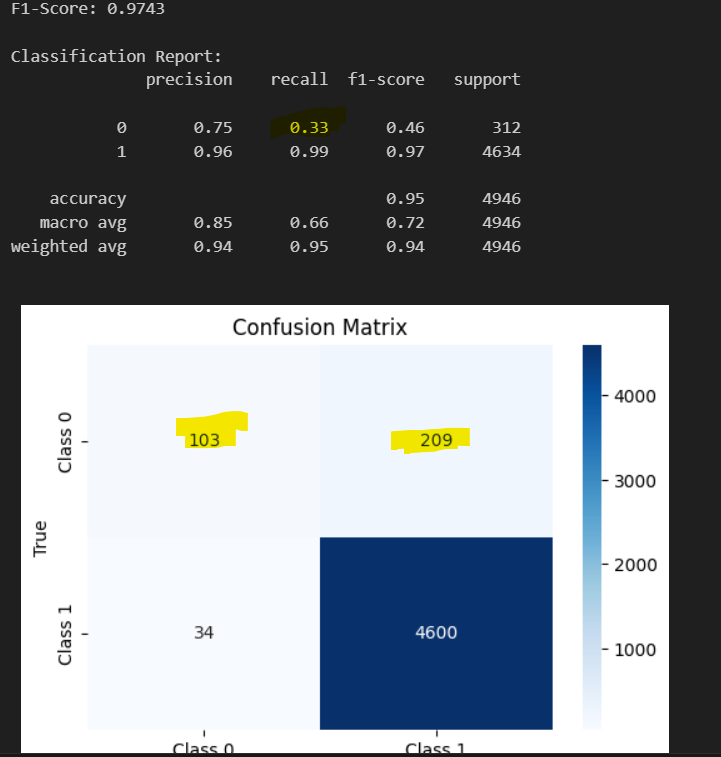 F1-Score: 0.9743
Classification Report:
precision recall f1-score support
0 0.75 0.33 0.46 312
1 0.96 0.99 0.97 4634
accuracy 0.95 4946
macro avg 0.85 0.66 0.72 4946
weighted avg 0.94 0.95 0.94 4946
Confusion Matrix
True
Class 0
103 209
Class 1
34 4600
Class 0 Class 1
4000
3000
2000
1000